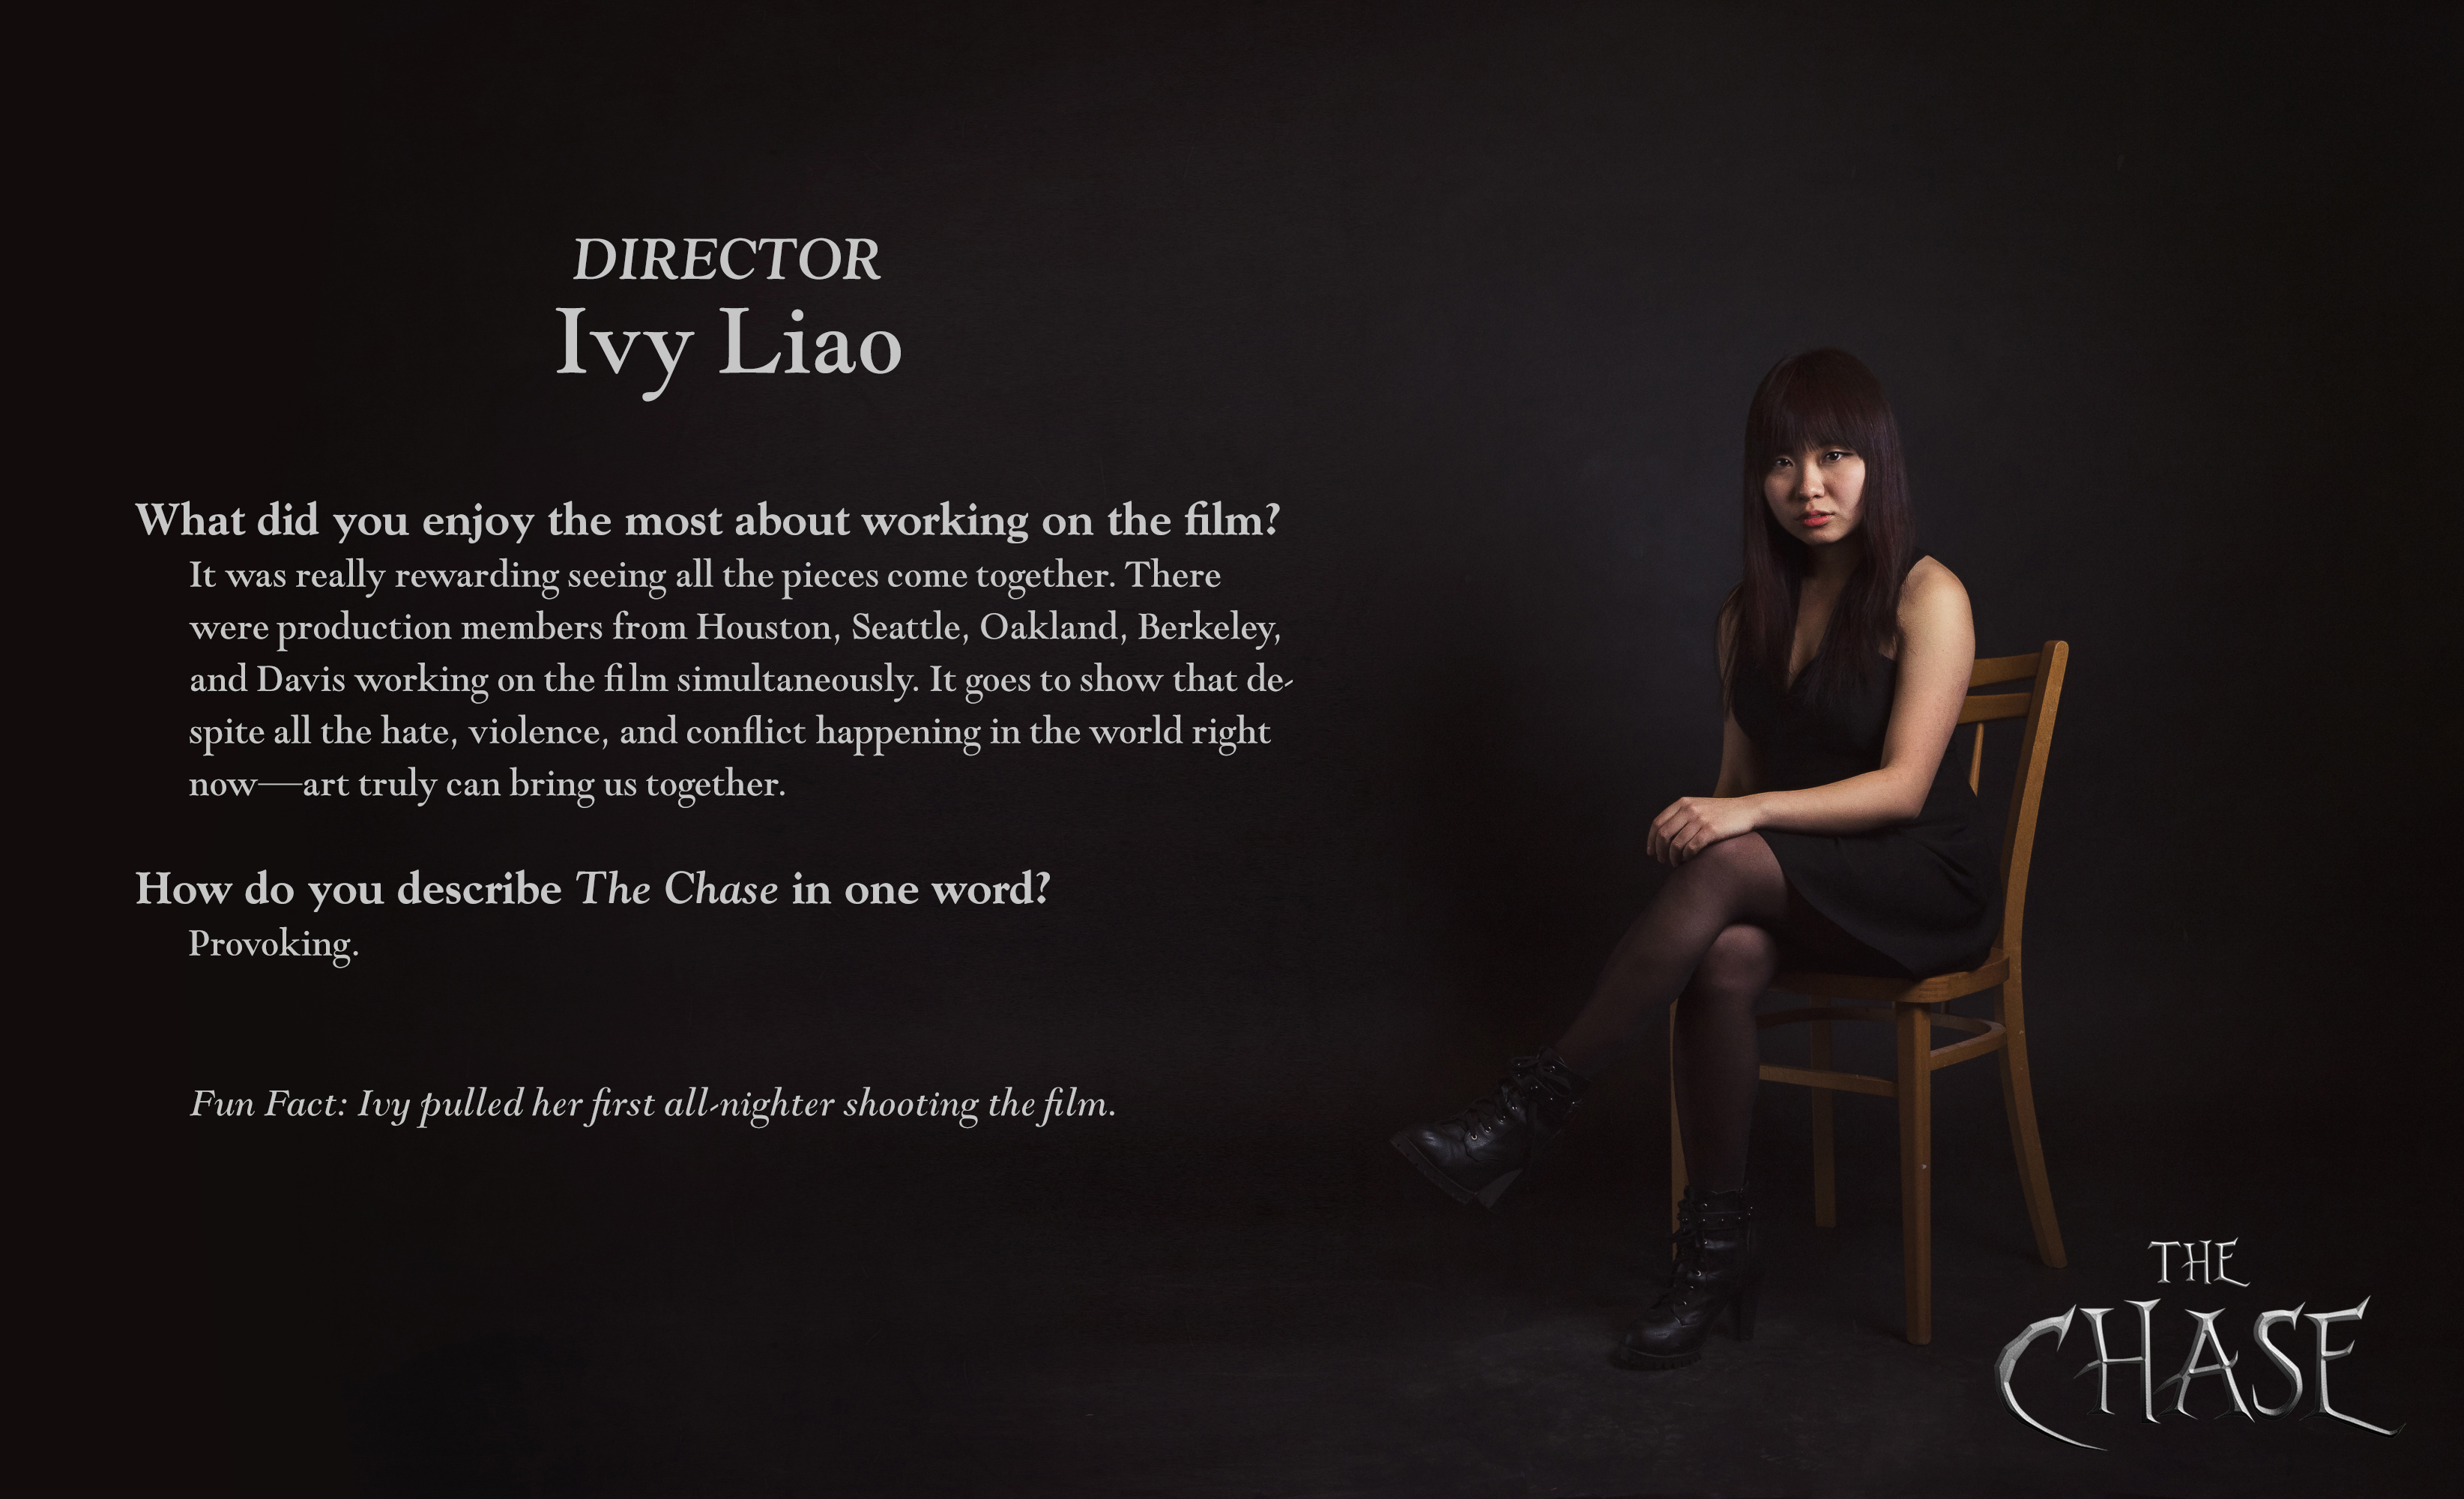 DIRECTOR
Ivy Liao
What did you enjoy the most about working on the film?
It was really rewarding seeing all the pieces come together. There
were production members from Houston, Seattle, Oakland, Berkeley,
and Davis working on the film simultaneously. It goes to show that de-
spite all the hate, violence, and conflict happening in the world right
now—art truly can bring us together.
How do you describe The Chase in one word?
Provoking.
Fun Fact: Ivy pulled her first all-nighter shooting the film.
THE
CHASE